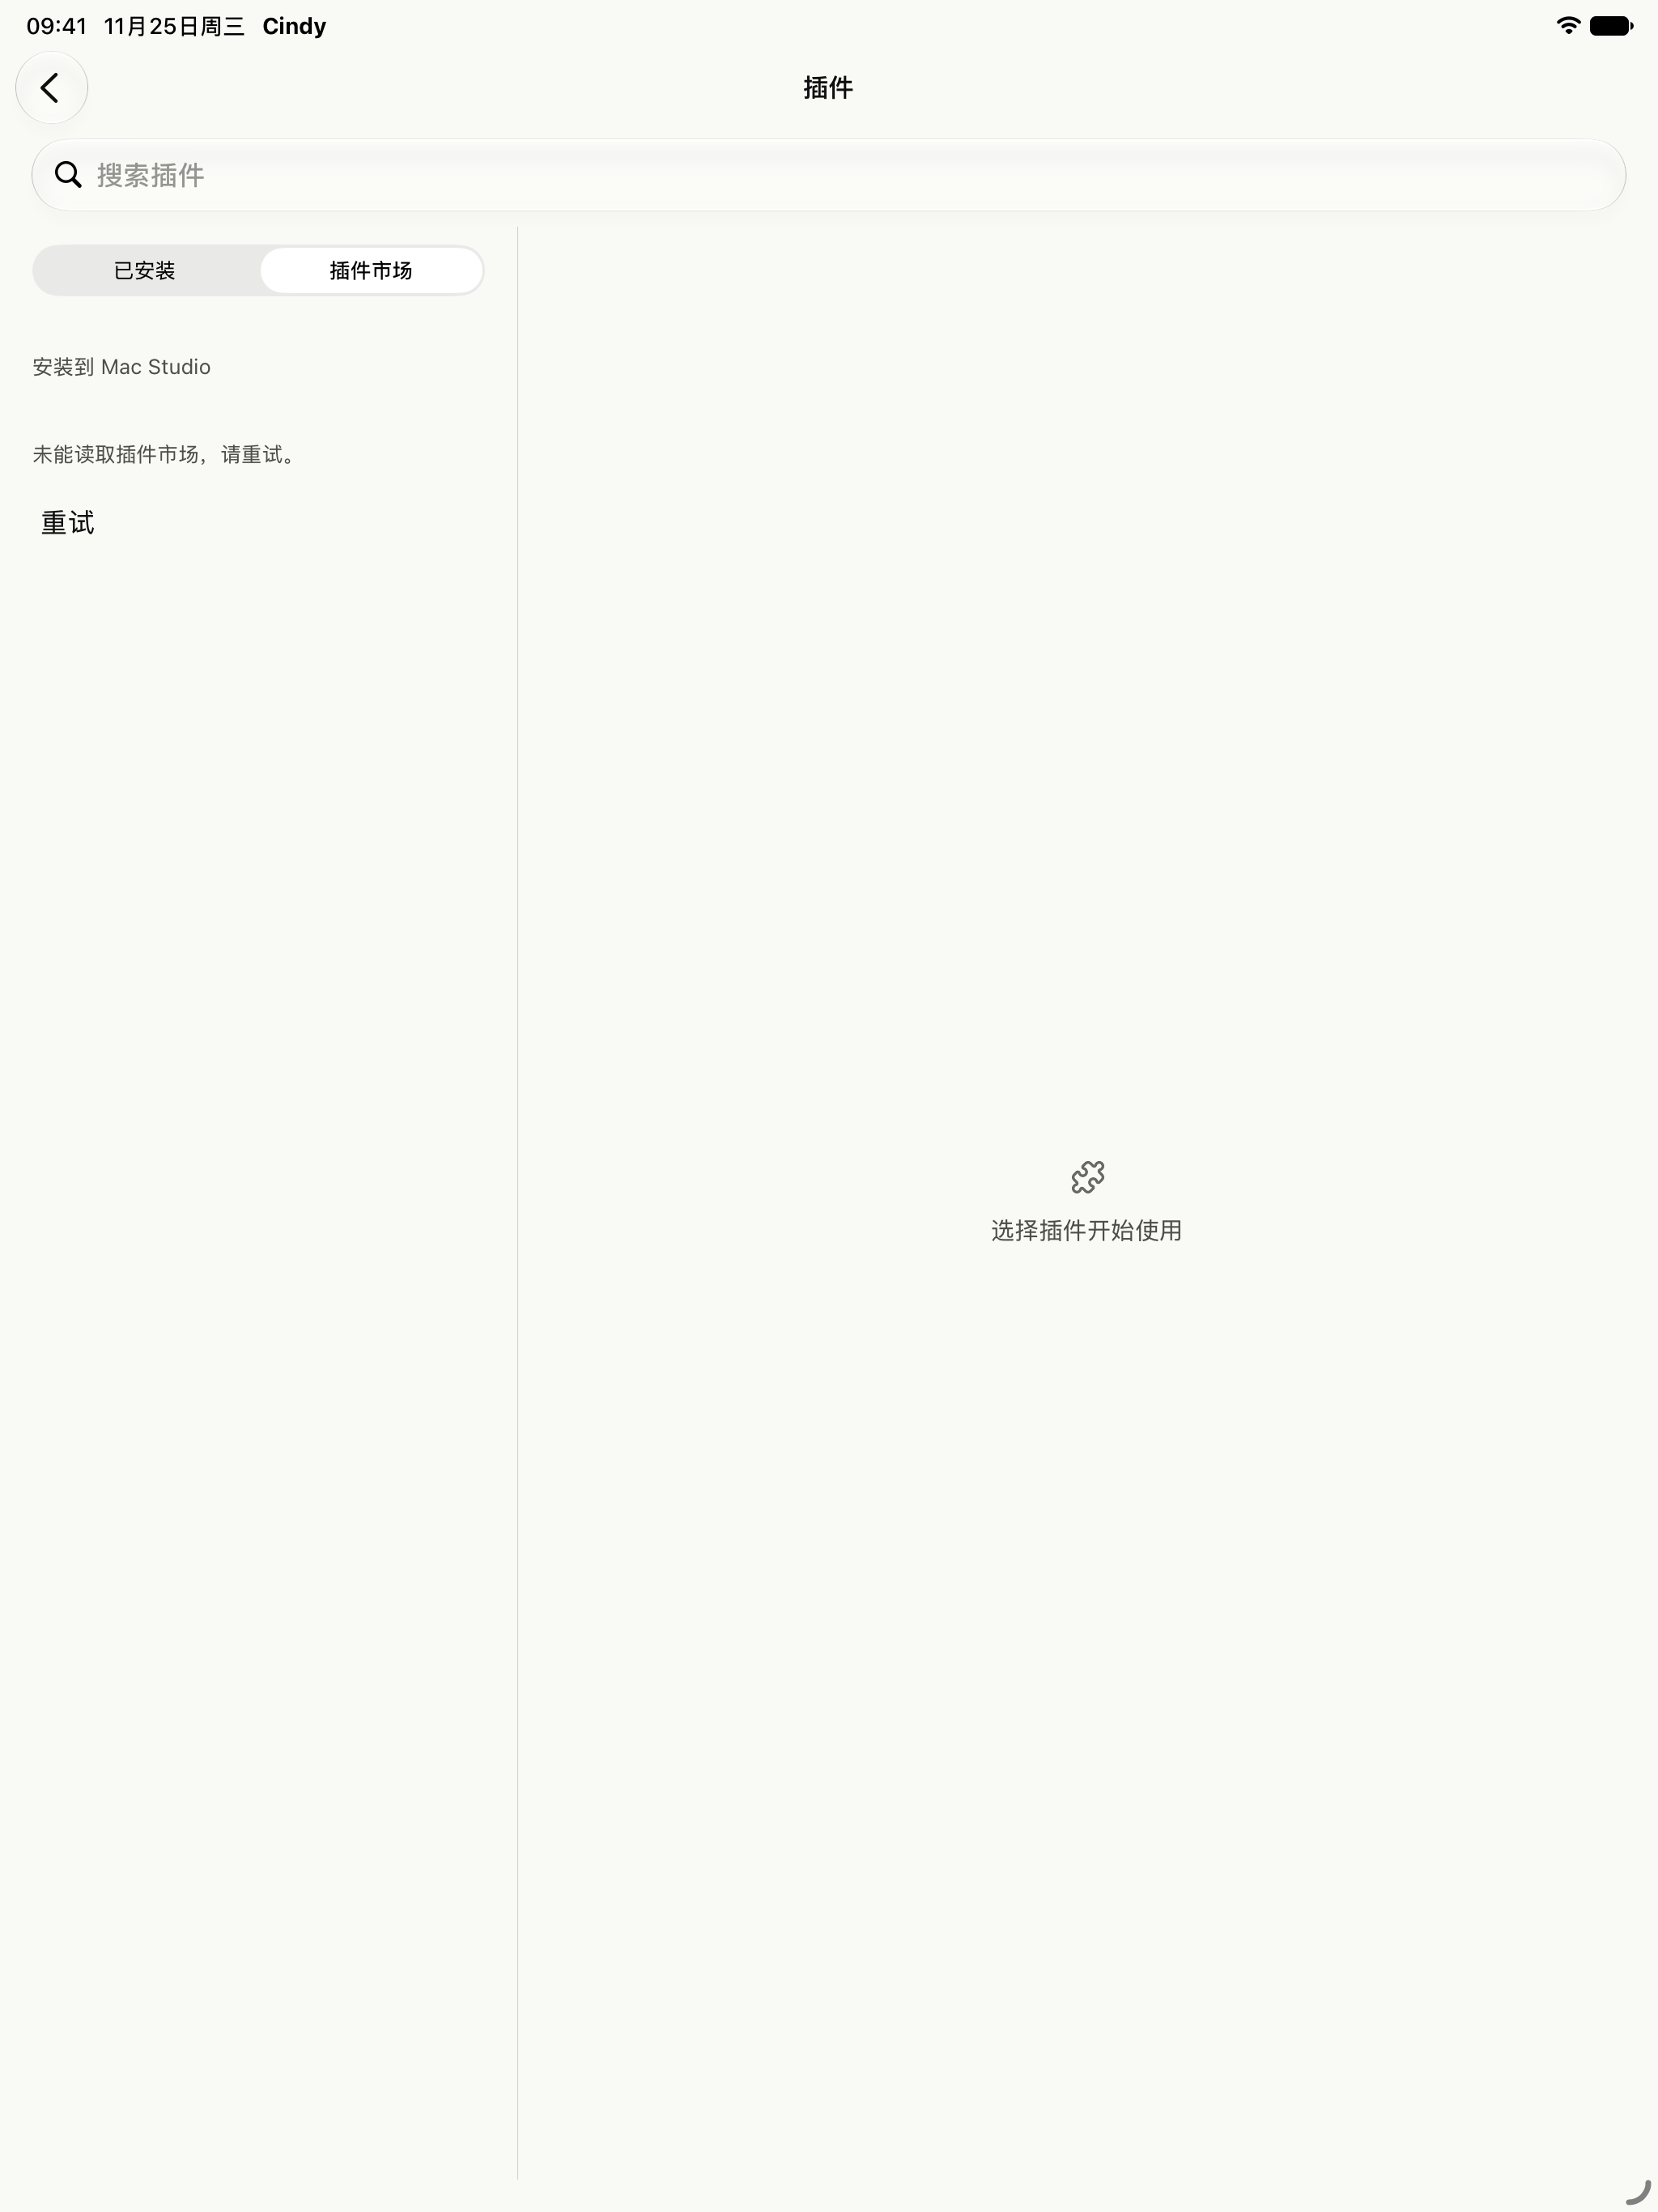 09:41 11月25日周三 Cindy
插件
搜索插件
已安装 插件市场
安装到 Mac Studio
未能读取插件市场，请重试。
重试
选择插件开始使用